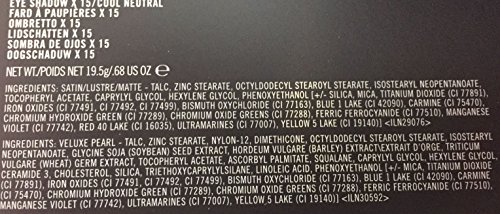 EYE SHADOW X 15/COOL NEUTRAL
FARD À PAUPIÈRES X 15
OMBRETTO X 15
LIDSCHATTEN X 15
SOMBRA DE OJOS X 15
OOGSCHADUW X 15
NET WT/POIDS NET 19.5g/.68 US OZ ℮
INGREDIENTS: SATIN/LUSTRE/MATTE - TALC, ZINC STEARATE, OCTYLDODECYL STEAROYL STEARATE, ISOSTEARYL NEOPENTANOATE,
TOCOPHERYL ACETATE, CAPRYLYL GLYCOL, HEXYLENE GLYCOL, PHENOXYETHANOL [+/- SILICA, MICA, TITANIUM DIOXIDE (CI 77891),
IRON OXIDES (CI 77491, CI 77492, CI 77499), BISMUTH OXYCHLORIDE (CI 77163), BLUE 1 LAKE (CI 42090), CARMINE (CI 75470),
CHROMIUM HYDROXIDE GREEN (CI 77289), CHROMIUM OXIDE GREENS (CI 77288), FERRIC FERROCYANIDE (CI 77510), MANGANESE
VIOLET (CI 77742), RED 40 LAKE (CI 16035), ULTRAMARINES (CI 77007), YELLOW 5 LAKE (CI 19140)] <ILN29076>
INGREDIENTS: VELUXE PEARL - TALC, ZINC STEARATE, NYLON-12, DIMETHICONE, OCTYLDODECYL STEAROYL STEARATE, ISOSTEARYL
NEOPENTANOATE, GLYCINE SOJA (SOYBEAN) SEED EXTRACT, HORDEUM VULGARE (BARLEY) EXTRACT\EXTRAIT D'ORGE, TRITICUM
VULGARE (WHEAT) GERM EXTRACT, TOCOPHERYL ACETATE, ASCORBYL PALMITATE, SQUALANE, CAPRYLYL GLYCOL, HEXYLENE GLYCOL,
CERAMIDE 3, CHOLESTEROL, SILICA, TRIETHOXYCAPRYLYLSILANE, LINOLEIC ACID, PHENOXYETHANOL [+/- MICA, TITANIUM DIOXIDE
(CI 77891), IRON OXIDES (CI 77491, CI 77492, CI 77499), BISMUTH OXYCHLORIDE (CI 77163), BLUE 1 LAKE (CI 42090), CARMINE
(CI 75470), CHROMIUM HYDROXIDE GREEN (CI 77289), CHROMIUM OXIDE GREENS (CI 77288), FERRIC FERROCYANIDE (CI 77510),
MANGANESE VIOLET (CI 77742), ULTRAMARINES (CI 77007), YELLOW 5 LAKE (CI 19140)] <ILN30592>